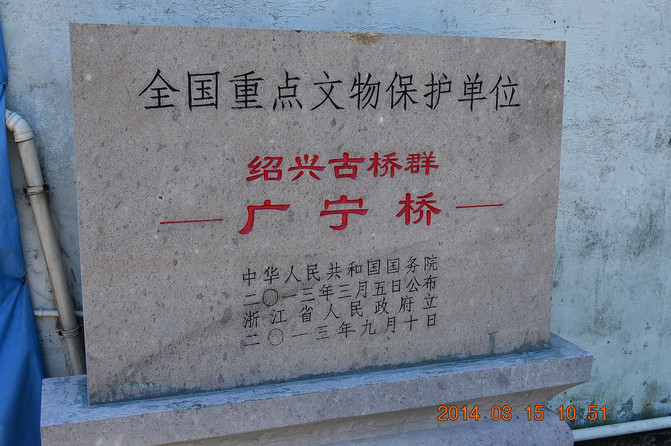 全国重点文物保护单位
绍兴古桥群
—广宁桥—
中华人民共和国国务院
二〇一三年三月五日公布
浙江省人民政府立
二〇一三年九月十日
2014.03.15 10:51